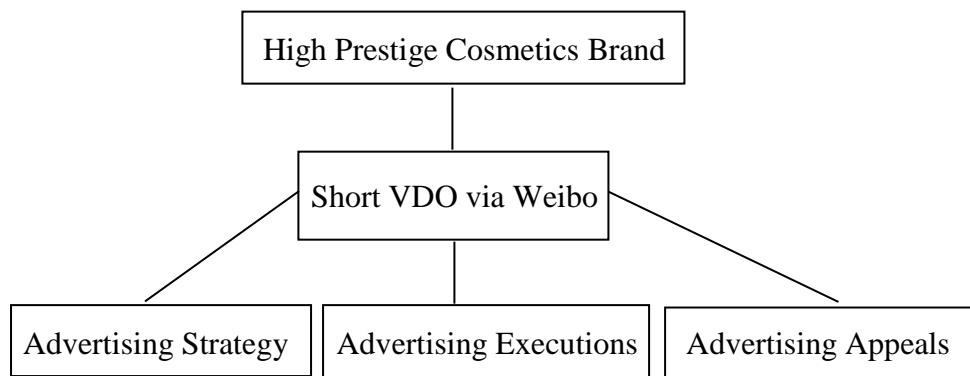 High Prestige Cosmetics Brand
Short VDO via Weibo
Advertising Strategy
Advertising Executions
Advertising Appeals